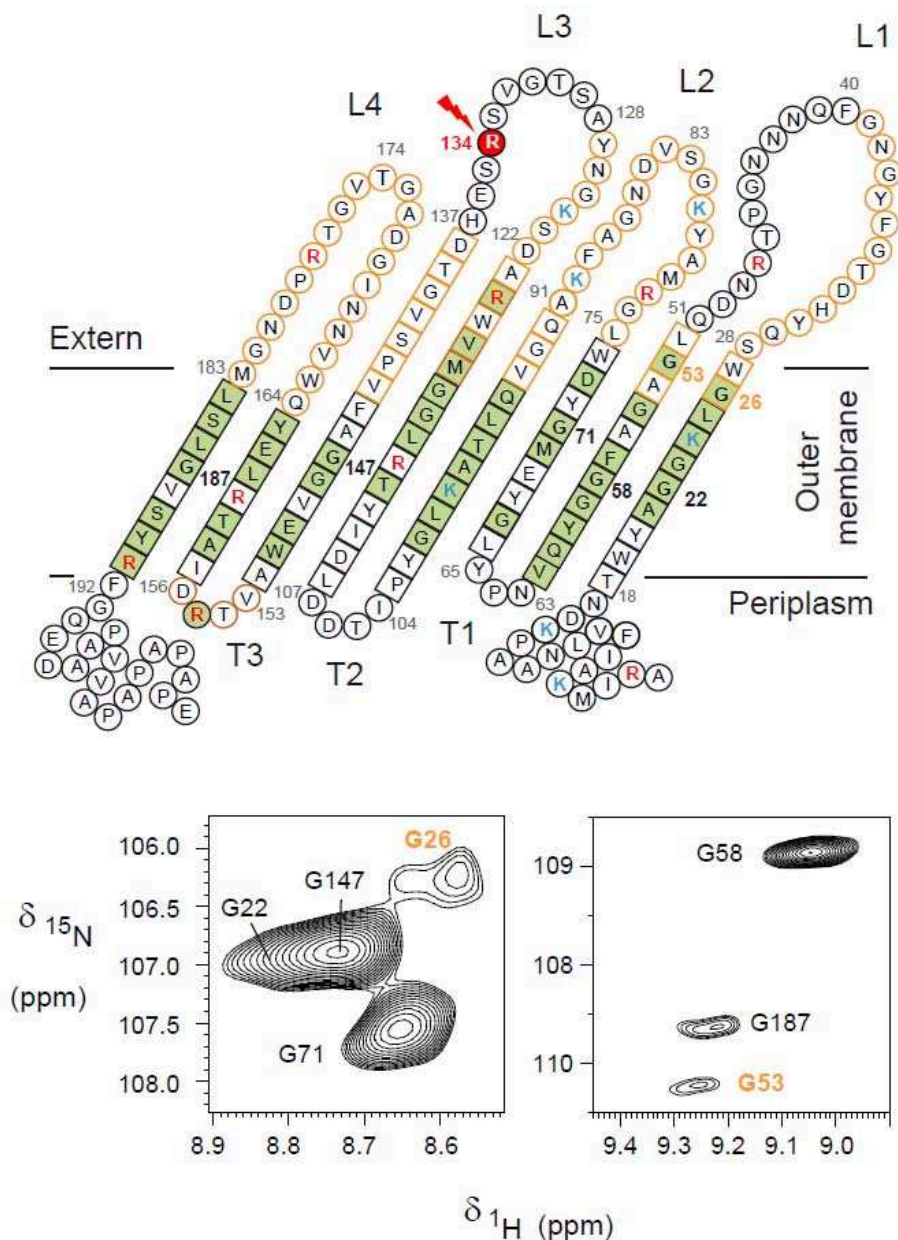 L3
L1
L2
L4
40
128
83
174
134
137
122
91
75
51
28
T G V T G A D G I N N V W Q
R P D N G M
H E S R S V G T S A Y N G K S D
K F A G N D V S G K Y A M R G L
Q D N R T P G N N N Q F G N G Y F G T D H Y Q S
Extern
183
164
53
26
L S L G V S Y R
Y E L R T A I
D T G V S P V F A G G V E W A
A R W V M G G L R T Y I D L
A Q G V Q L T A K L G Y
W D Y G M E Y G L
L G A G A F G G Y Q V
W G L K G G A Y W T
187
147
71
58
22
Outer
membrane
Periplasm
192
156
153
107
104
65
63
18
D R T V
D D T I P
Y P N
T3
T2
T1
F G Q E D A A V P
N D K P A A N L V F
I A K M I R A
G26
G147
G22
G71
106.0
106.5
107.0
107.5
108.0
8.9 8.8 8.7 8.6
G58
G187
G53
109
108
110
9.4 9.3 9.2 9.1 9.0
δ 15N
(ppm)
δ 1H (ppm)